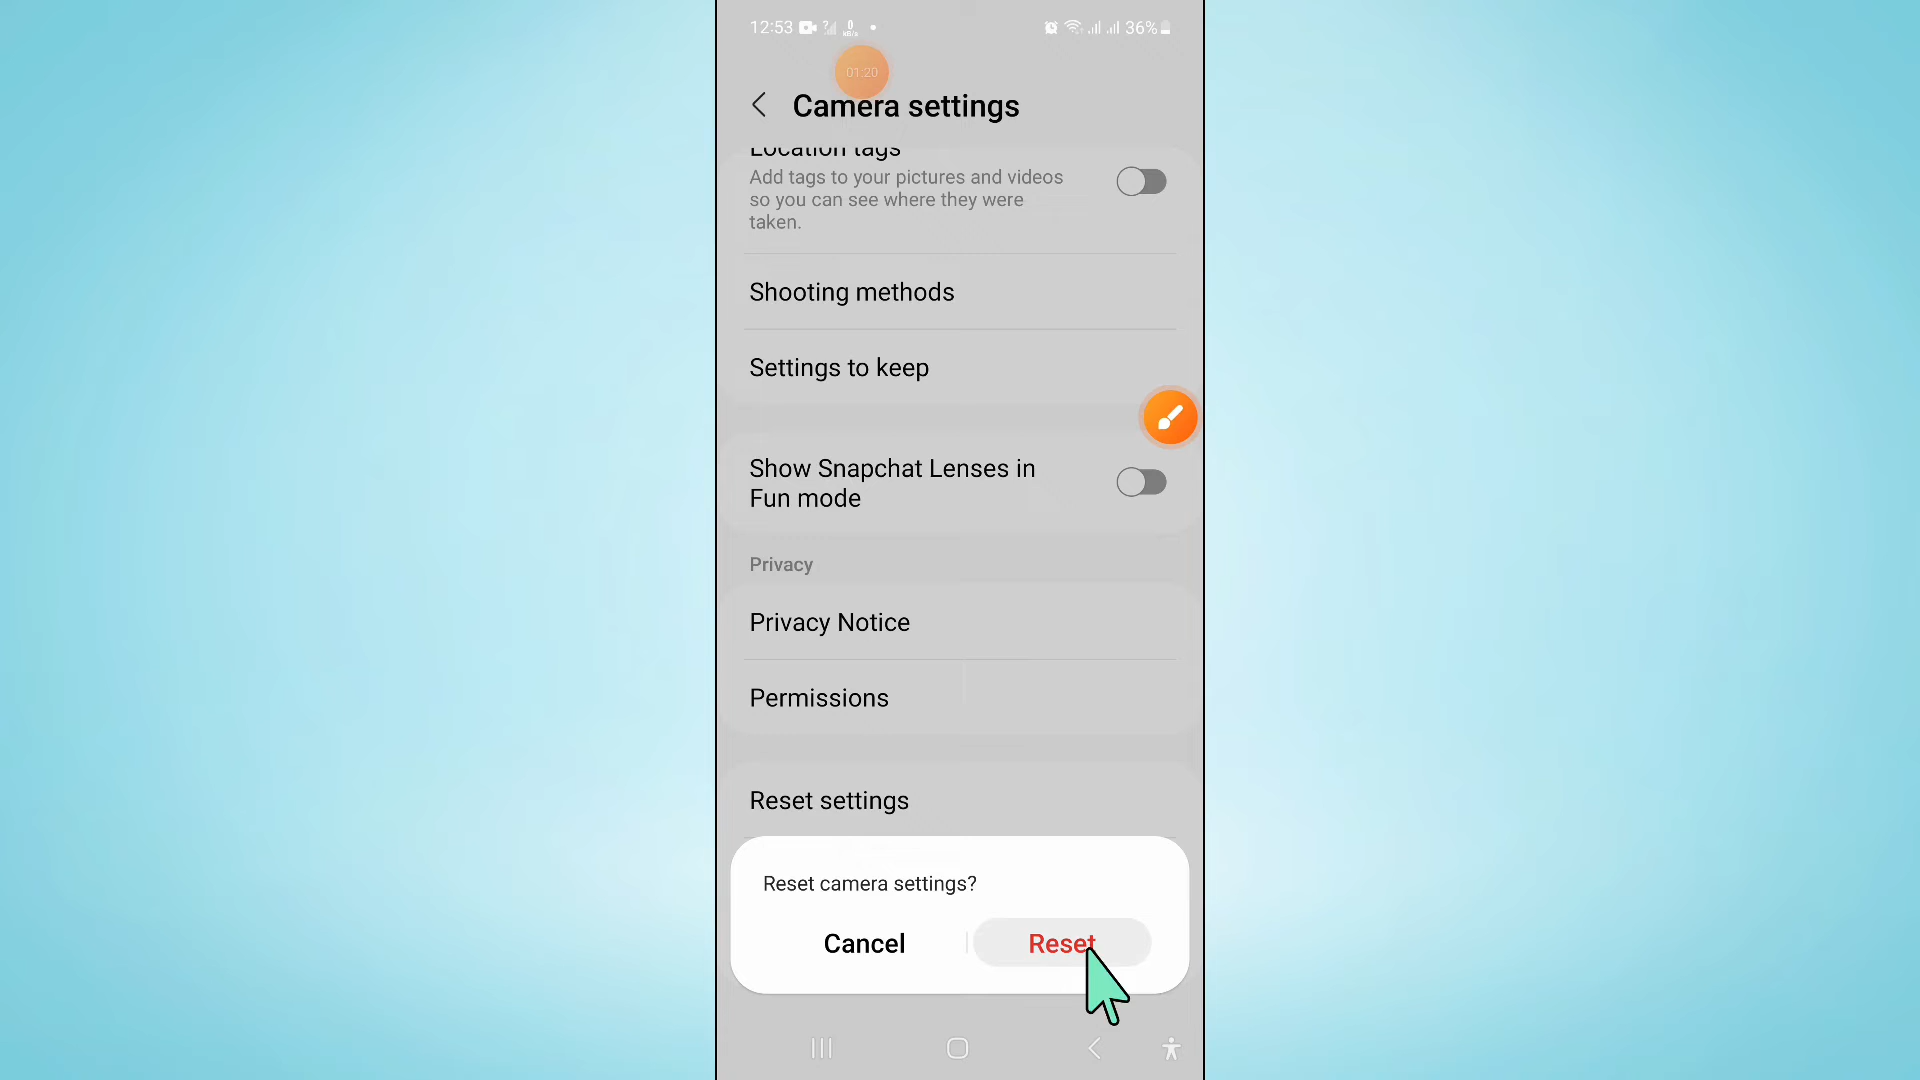 12:53
? 0 KB/s
36%
01:20
Camera settings
Location tags
Add tags to your pictures and videos
so you can see where they were
taken.
Shooting methods
Settings to keep
Show Snapchat Lenses in
Fun mode
Privacy
Privacy Notice
Permissions
Reset settings
Reset camera settings?
Cancel
Reset